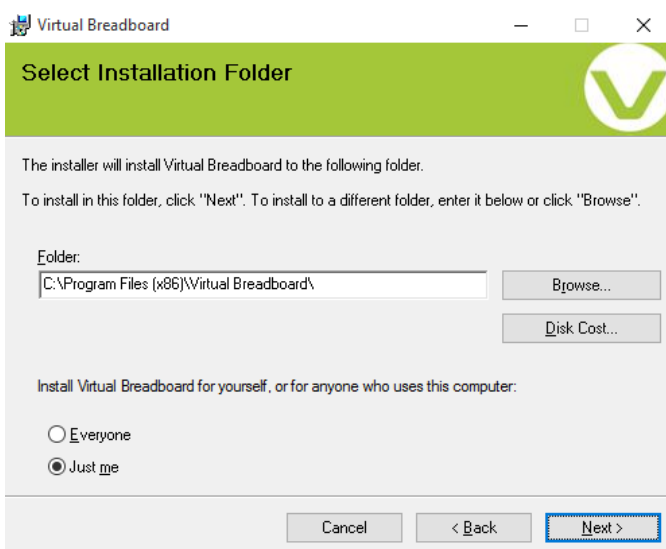 Virtual Breadboard
Select Installation Folder
The installer will install Virtual Breadboard to the following folder.
To install in this folder, click "Next". To install to a different folder, enter it below or click "Browse".
Folder:
C:\Program Files (x86)\Virtual Breadboard\
Browse...
Disk Cost...
Install Virtual Breadboard for yourself, or for anyone who uses this computer:
Everyone
Just me
Cancel
< Back
Next >